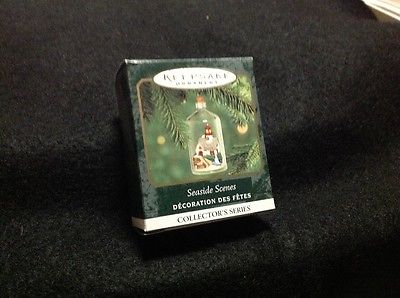 KEEPSAKE
ORNAMENT
Seaside Scenes
DÉCORATION DES FÊTES
COLLECTOR'S SERIES